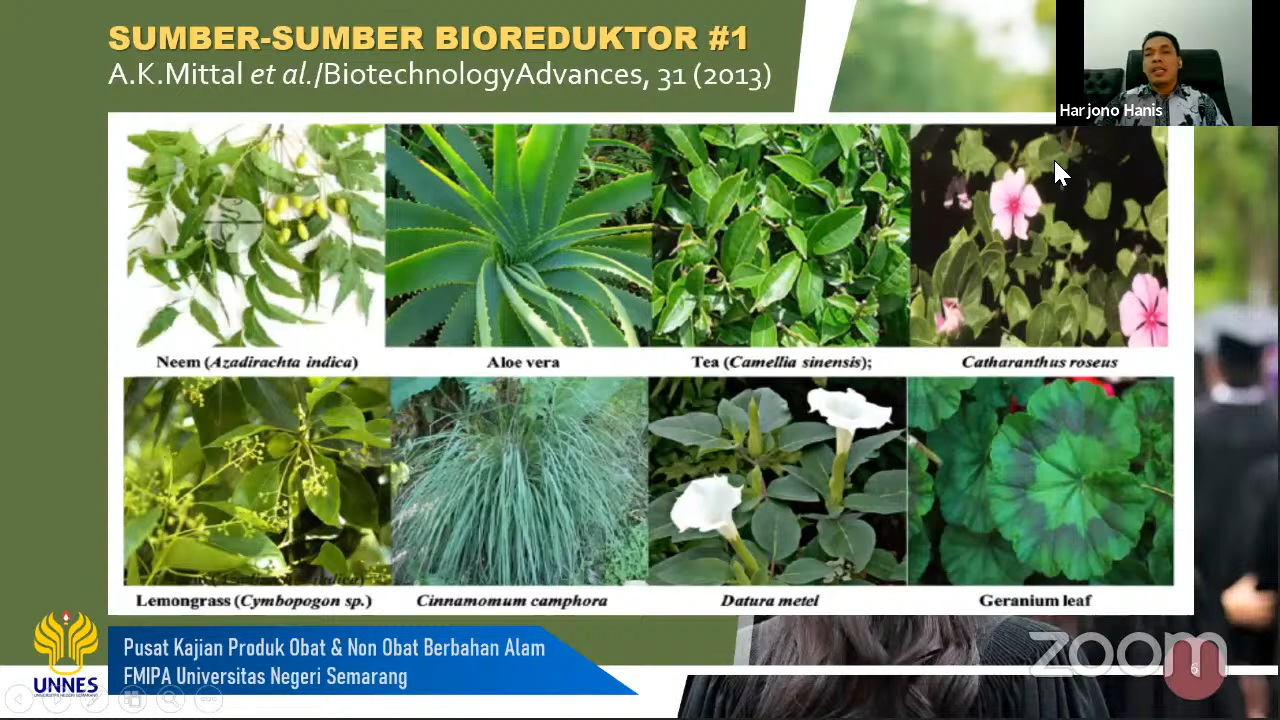 SUMBER-SUMBER BIOREDUKTOR #1
A.K.Mittal et al./BiotechnologyAdvances, 31 (2013)
Harjono Hanis
Neem (Azadirachta indica) Aloe vera Tea (Camellia sinensis); Catharanthus roseus
Lemongrass (Cymbopogon sp.) Cinnamomum camphora Datura metel Geranium leaf
Pusat Kajian Produk Obat & Non Obat Berbahan Alam
FMIPA Universitas Negeri Semarang
UNNES
zoom
6